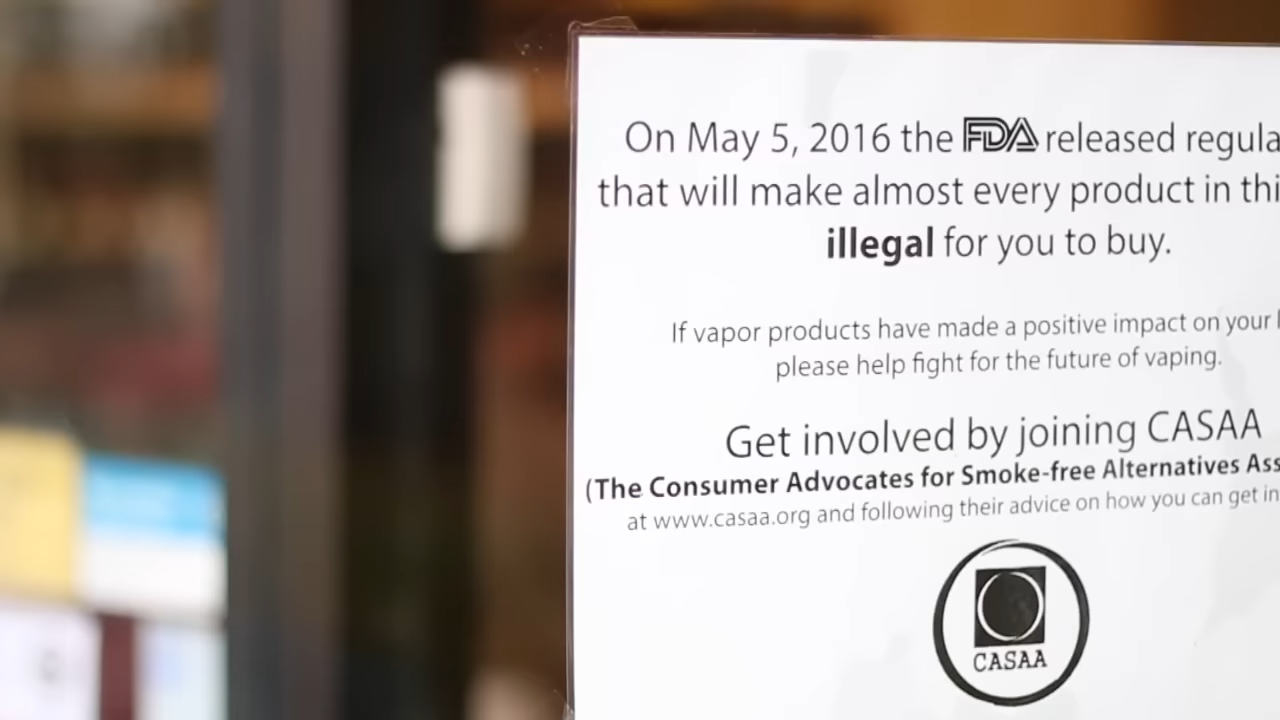 On May 5, 2016 the FDA released regula
that will make almost every product in thi
illegal for you to buy.
If vapor products have made a positive impact on your l
please help fight for the future of vaping.
Get involved by joining CASAA
(The Consumer Advocates for Smoke-free Alternatives Ass
at www.casaa.org and following their advice on how you can get in
CASAA